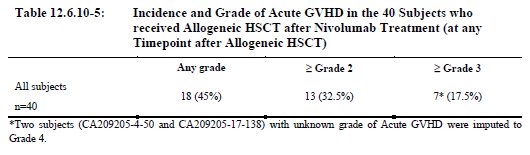 Table 12.6.10-5: Incidence and Grade of Acute GVHD in the 40 Subjects who
received Allogeneic HSCT after Nivolumab Treatment (at any
Timepoint after Allogeneic HSCT)
Any grade ≥ Grade 2 ≥ Grade 3
All subjects
n=40
18 (45%) 13 (32.5%) 7* (17.5%)
*Two subjects (CA209205-4-50 and CA209205-17-138) with unknown grade of Acute GVHD were imputed to
Grade 4.